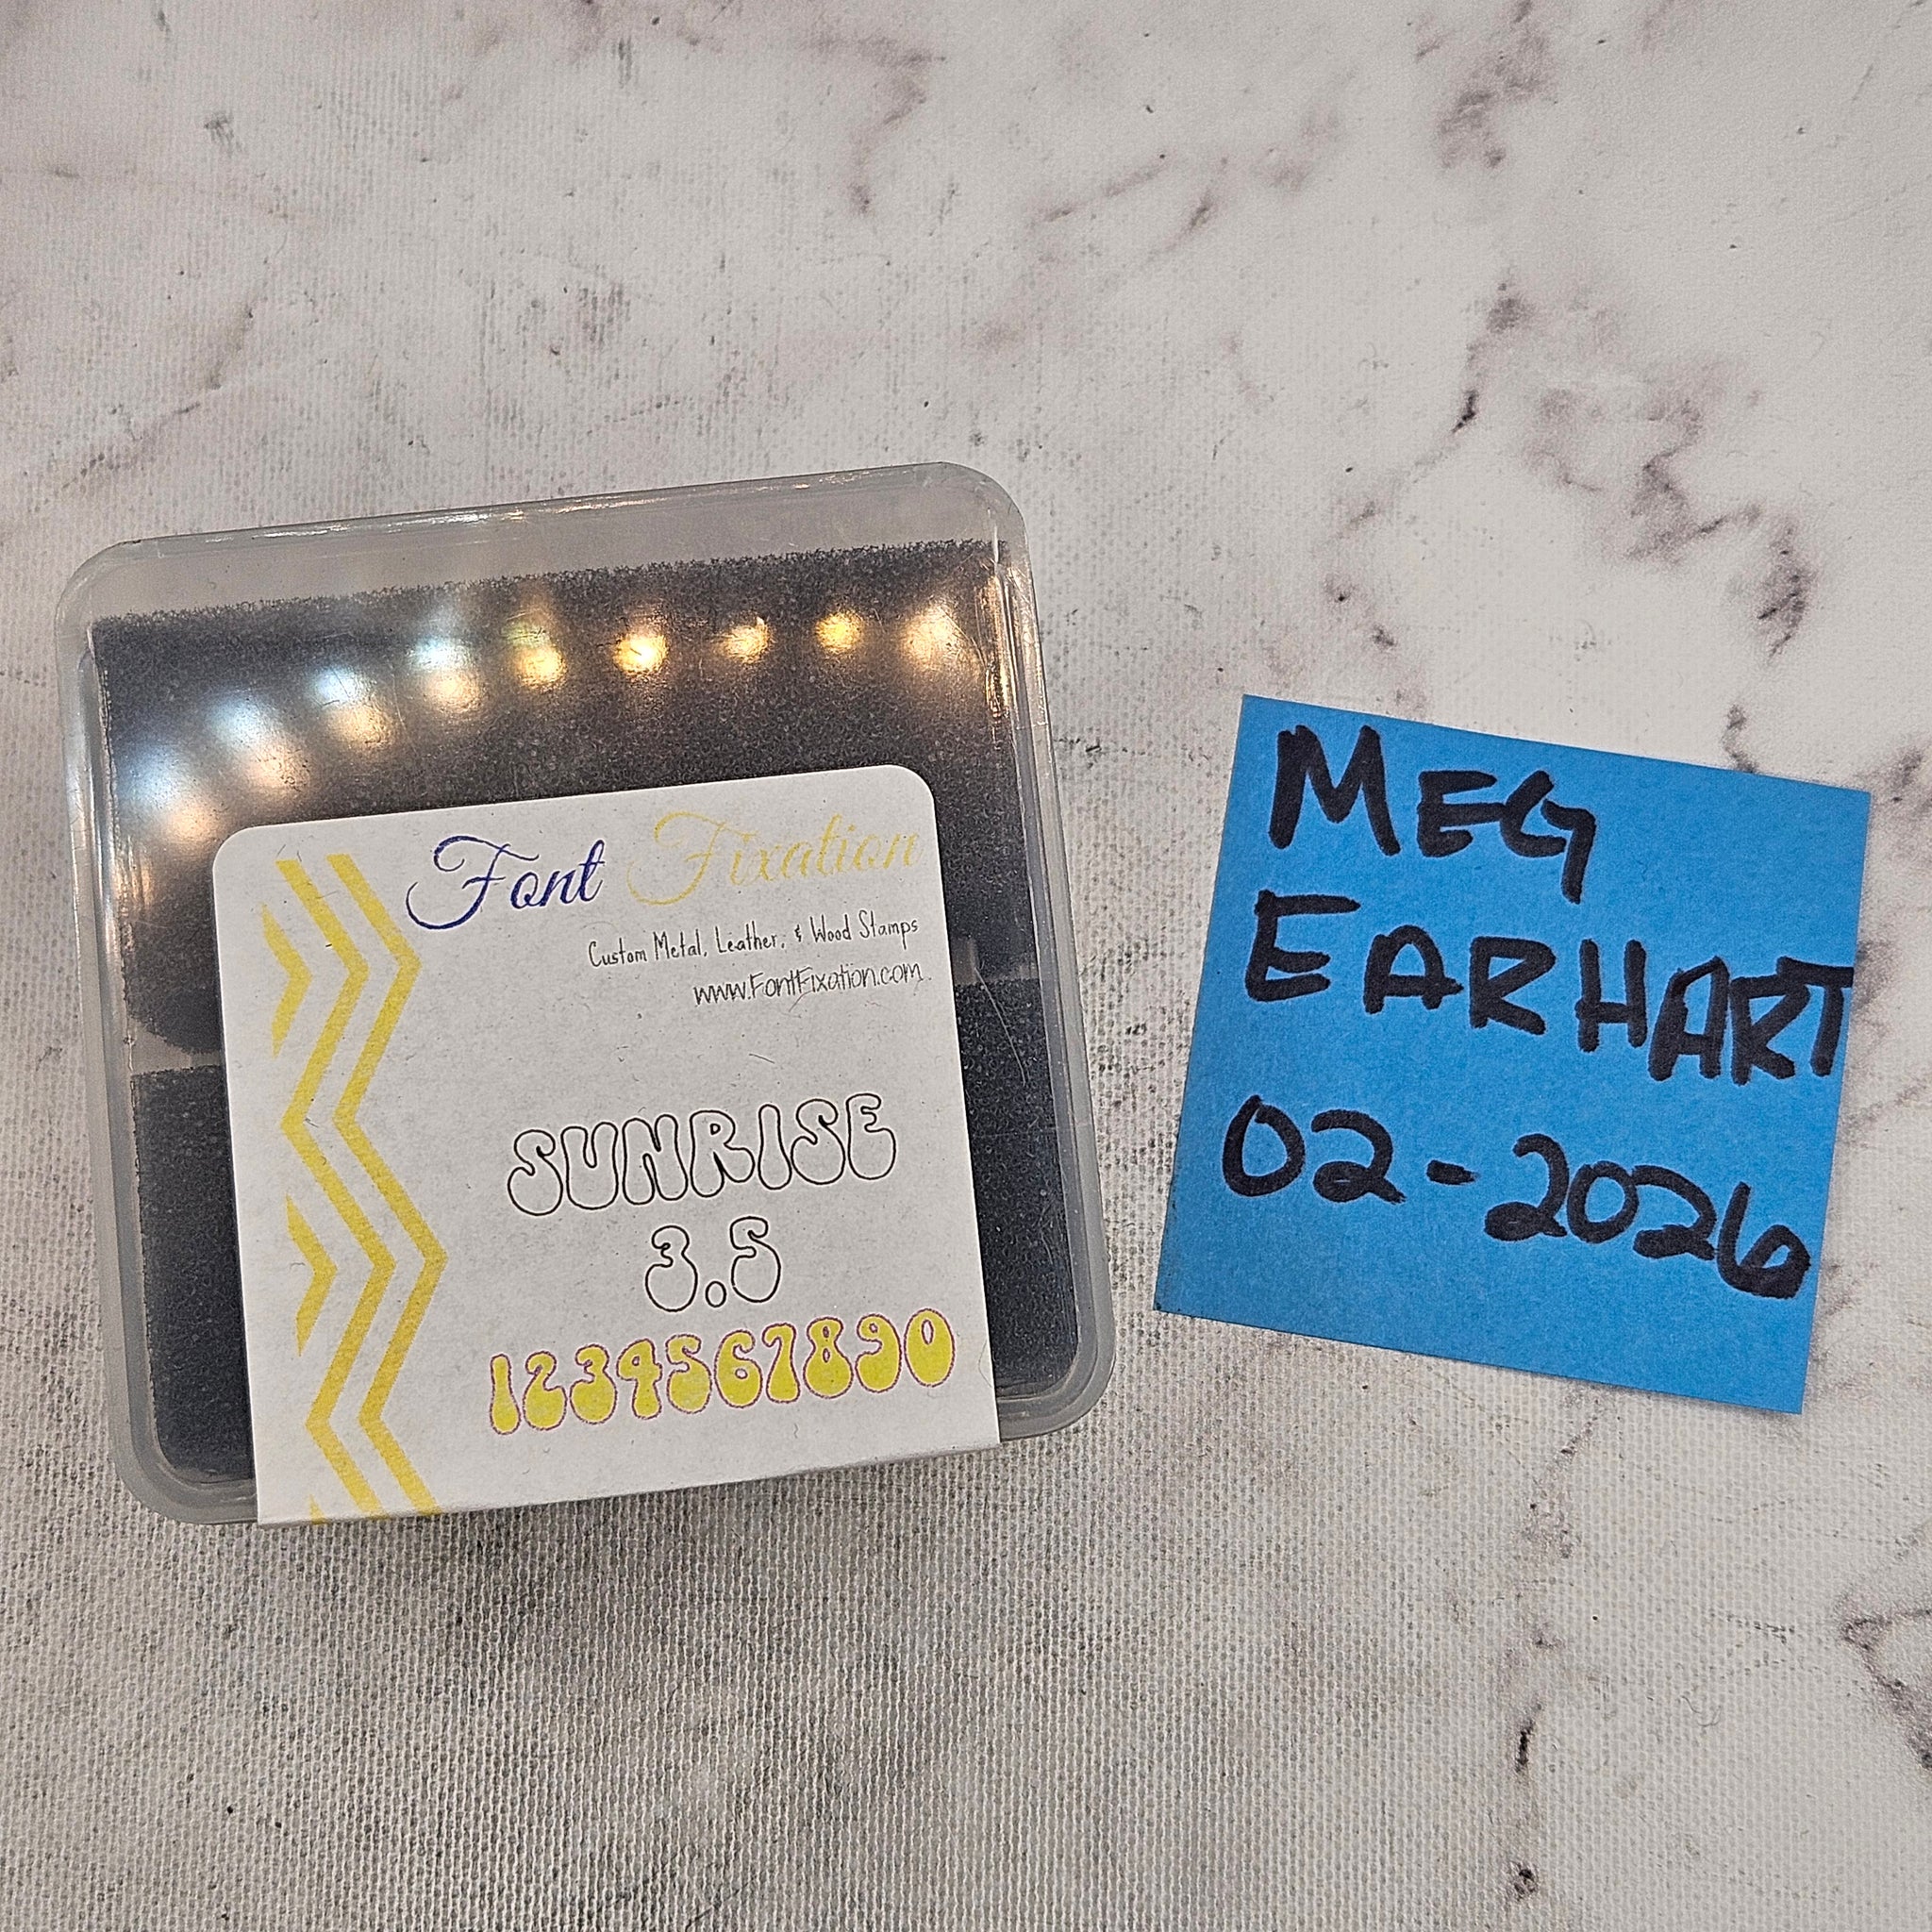 Font Fixation
Custom Metal, Leather, & Wood Stamps
www.FontFixation.com
SUNRISE
3.5
1234567890
MEG
EARHART
02-2026